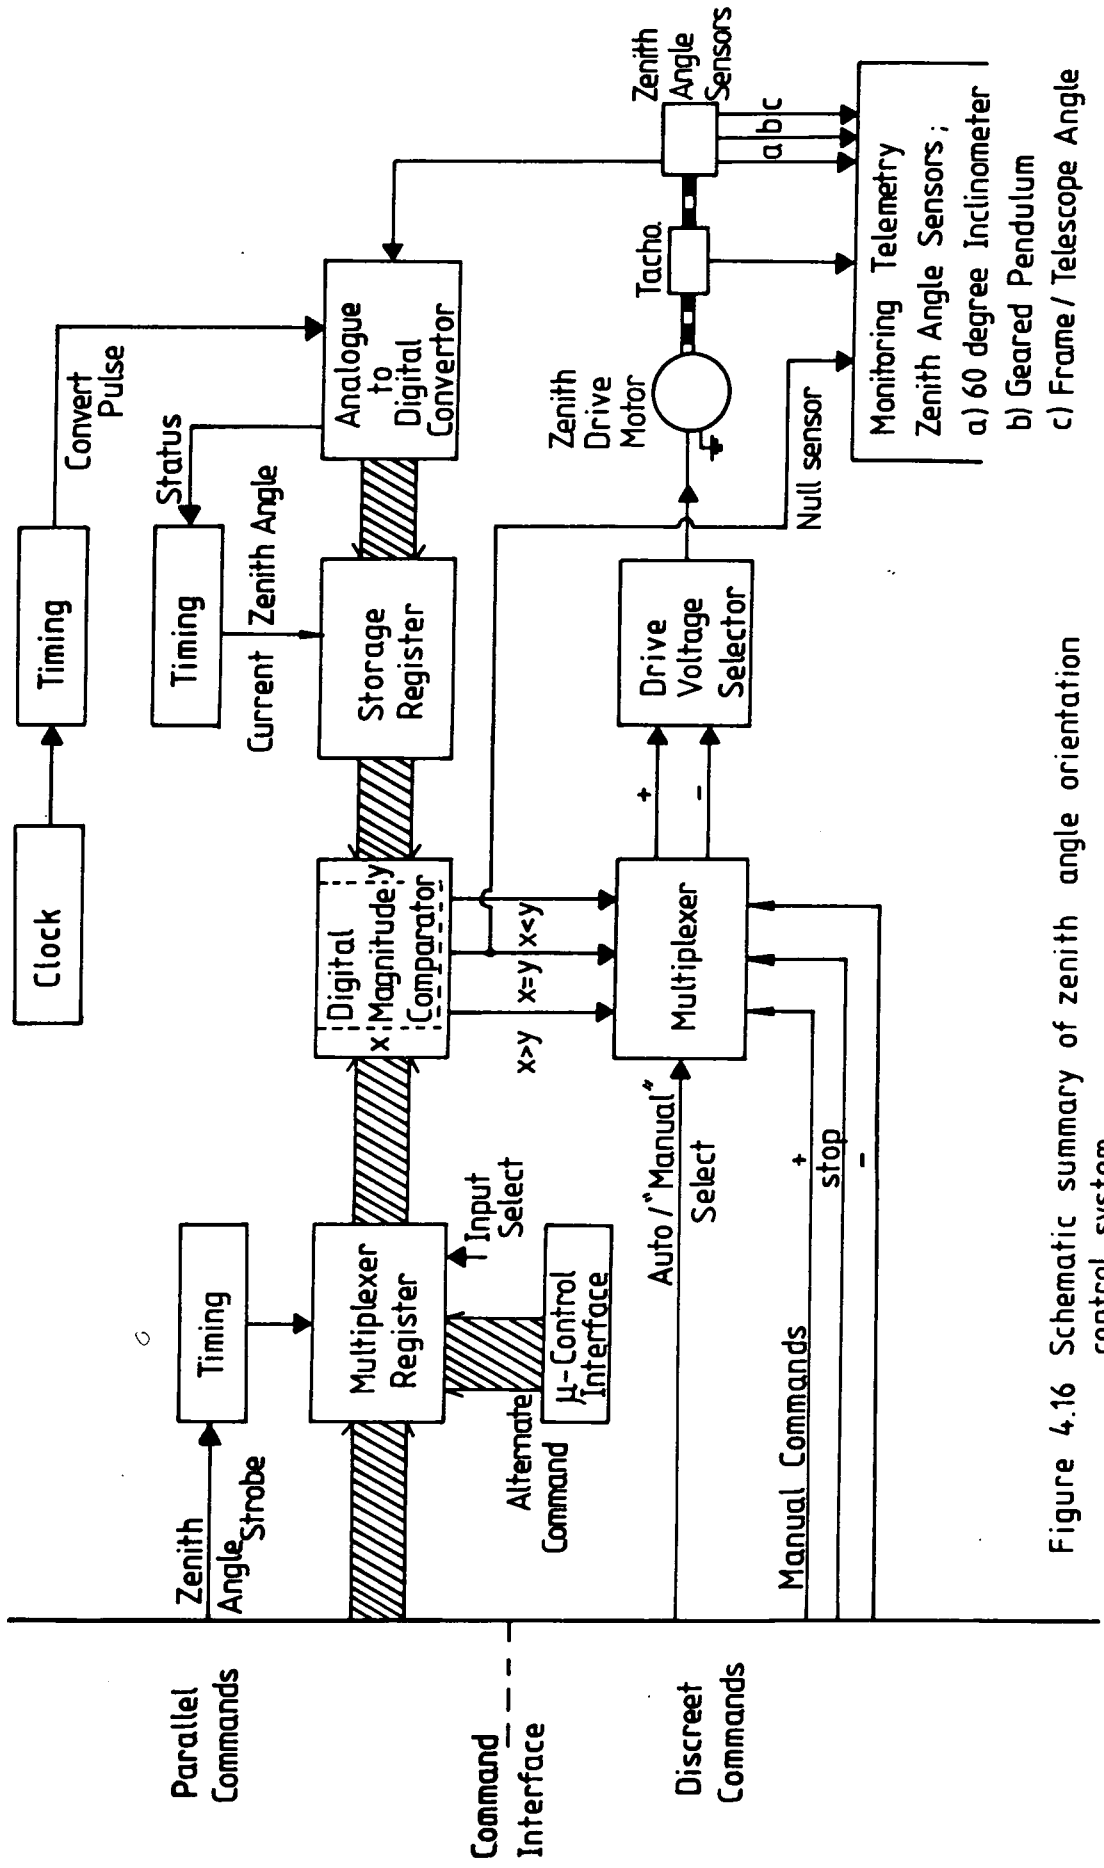 Parallel
Commands
Command
Interface
Discreet
Commands
Zenith
Angle
Strobe
Timing
Multiplexer
Register
Input
Select
Alternate
Command
μ-Control
Interface
Clock
Timing
Convert
Pulse
Timing
Status
Current Zenith Angle
Digital
x Magnitude y
Comparator
Storage
Register
Analogue
to
Digital
Convertor
x>y
x=y
x<y
Auto/"Manual"
Select
Multiplexer
+
-
Drive
Voltage
Selector
Zenith
Drive
Motor
Tacho.
Zenith
Angle
Sensors
a b c
Manual Commands
+
stop
-
Null sensor
Monitoring Telemetry
Zenith Angle Sensors;
a) 60 degree Inclinometer
b) Geared Pendulum
c) Frame / Telescope Angle
Figure 4.16 Schematic summary of zenith angle orientation
control system